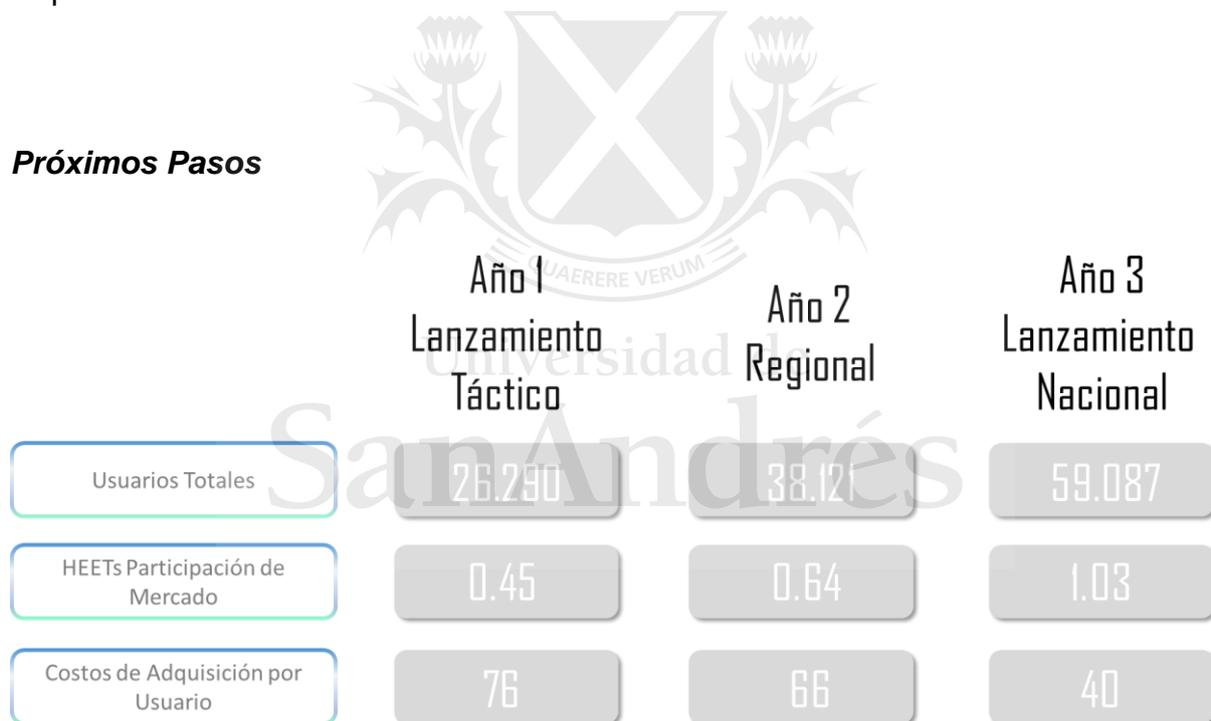 Próximos Pasos
QUAERERE VERUM
Universidad de
SanAndrés
Año 1
Lanzamiento
Táctico
Año 2
Regional
Año 3
Lanzamiento
Nacional
Usuarios Totales
26.290
38.121
59.087
HEETs Participación de
Mercado
0.45
0.64
1.03
Costos de Adquisición por
Usuario
76
66
40